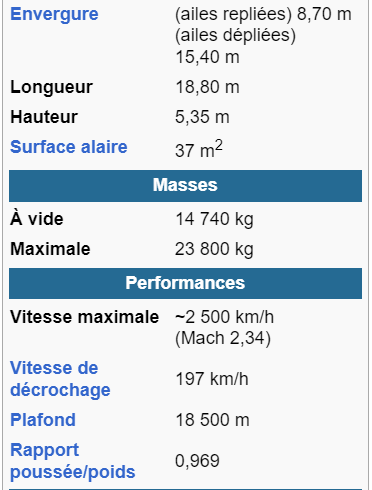 Envergure (ailes repliées) 8,70 m
(ailes dépliées)
15,40 m
Longueur 18,80 m
Hauteur 5,35 m
Surface alaire 37 m²
Masses
À vide 14 740 kg
Maximale 23 800 kg
Performances
Vitesse maximale ~2 500 km/h
(Mach 2,34)
Vitesse de
décrochage 197 km/h
Plafond 18 500 m
Rapport
poussée/poids 0,969